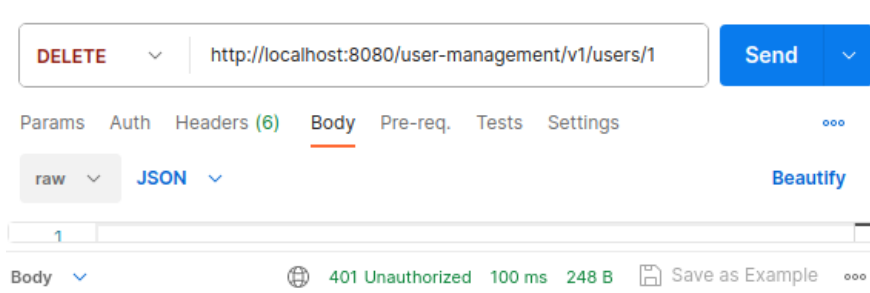 DELETE http://localhost:8080/user-management/v1/users/1 Send
Params Auth Headers (6) Body Pre-req. Tests Settings
raw JSON Beautify
1
Body 401 Unauthorized 100 ms 248 B Save as Example